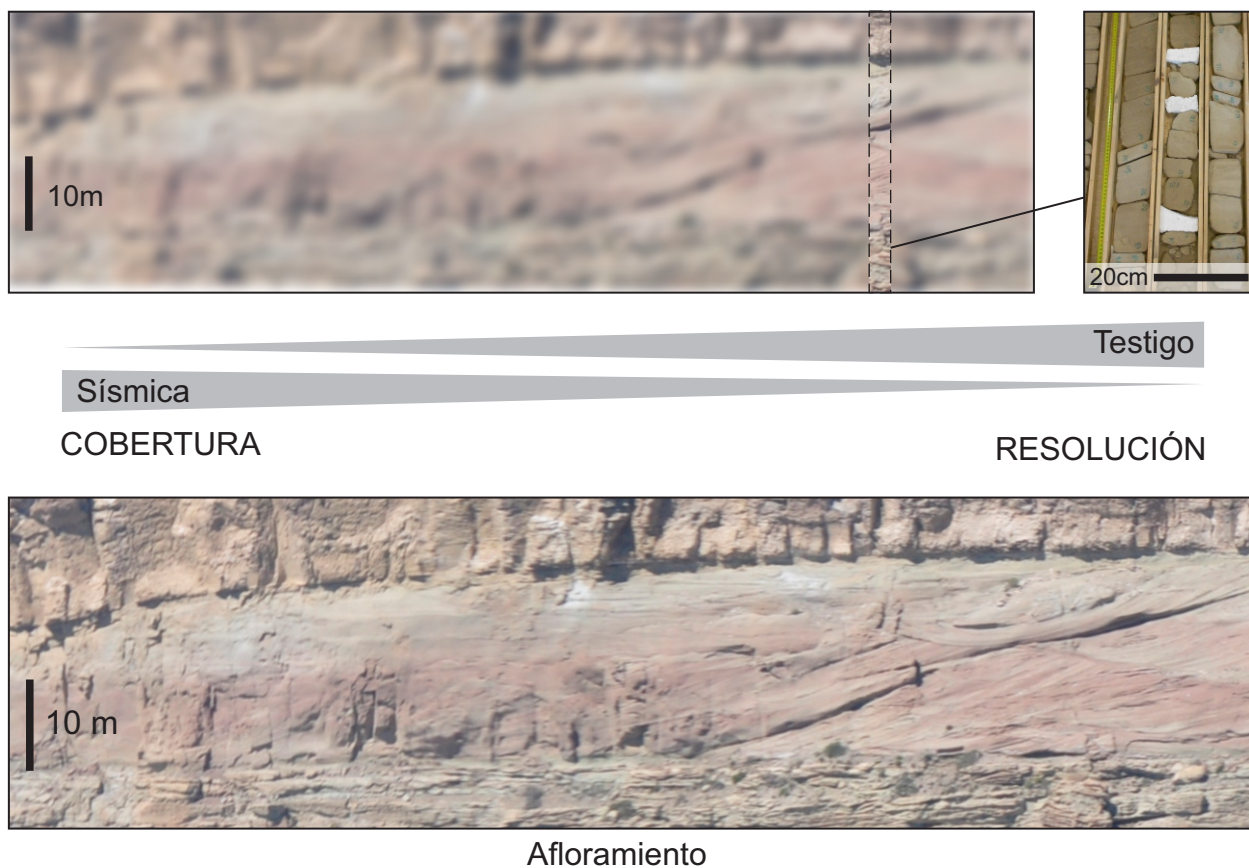 10m
20cm
Testigo
Sísmica
COBERTURA
RESOLUCIÓN
10 m
Afloramiento